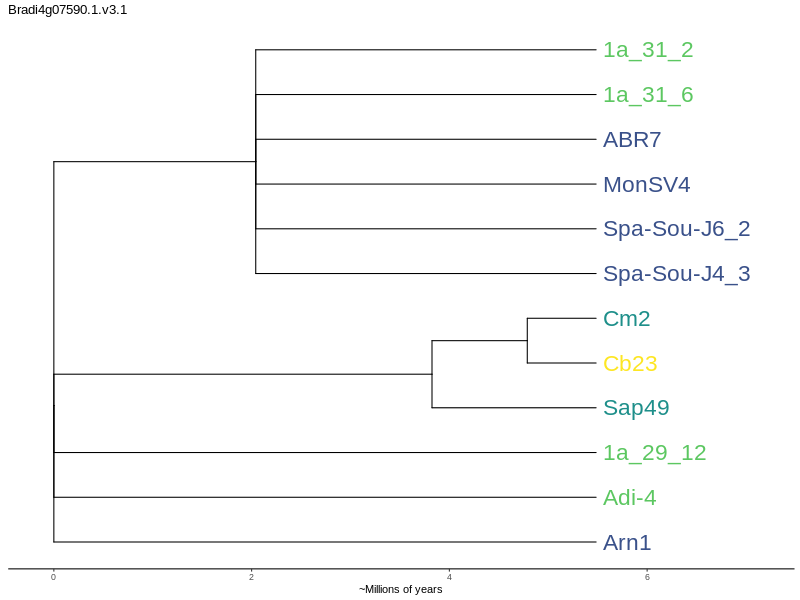 Bradi4g07590.1.v3.1
1a_31_2
1a_31_6
ABR7
MonSV4
Spa-Sou-J6_2
Spa-Sou-J4_3
Cm2
Cb23
Sap49
1a_29_12
Adi-4
Arn1
0 2 4 6
~Millions of years